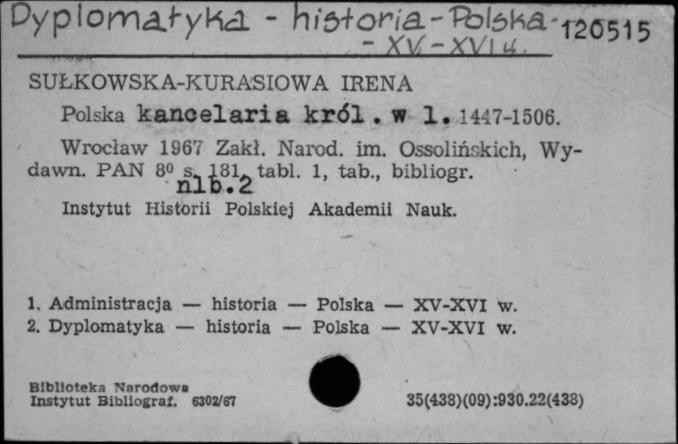 Dyplomatyka - historia - Polska - 120515
- XV - XVI w.
SUŁKOWSKA-KURASIOWA IRENA
Polska kancelaria król. w l. 1447-1506.
Wrocław 1967 Zakł. Narod. im. Ossolińskich, Wy-
dawn. PAN 8⁰ s. 181, tabl. 1, tab., bibliogr.
nlb.2
Instytut Historii Polskiej Akademii Nauk.
1. Administracja — historia — Polska — XV-XVI w.
2. Dyplomatyka — historia — Polska — XV-XVI w.
Biblioteka Narodowa
Instytut Bibliograf. 6302/67 35(438)(09):930.22(438)